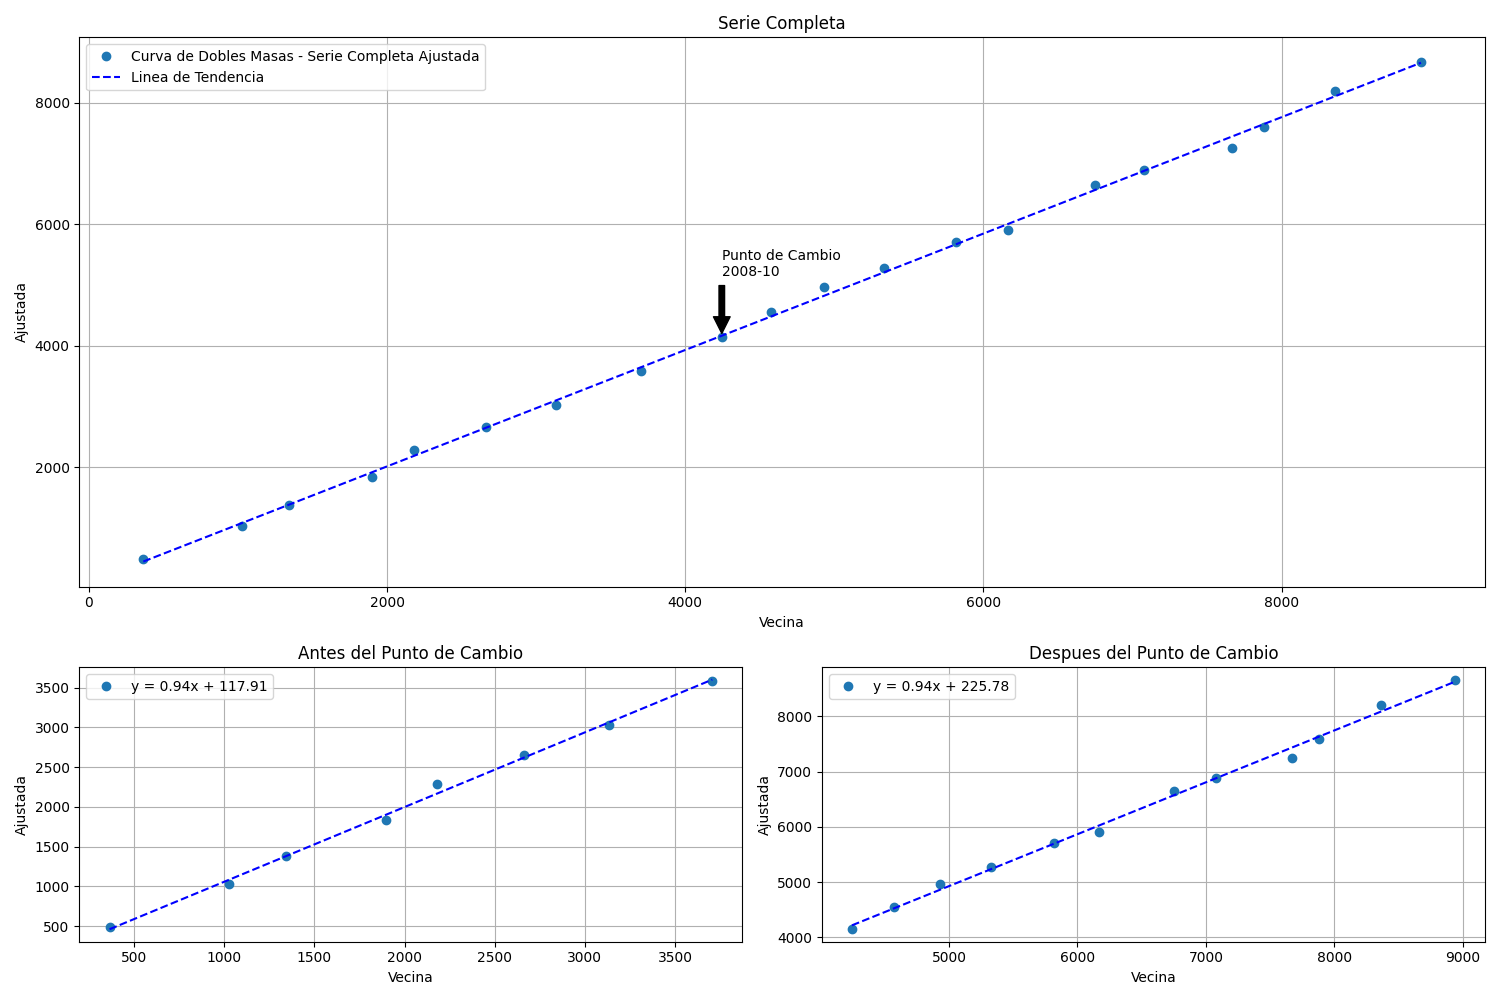 Serie Completa
Curva de Dobles Masas - Serie Completa Ajustada
Linea de Tendencia
8000
6000
4000
2000
Ajustada
Punto de Cambio
2008-10
0
2000
4000
6000
8000
Vecina
Antes del Punto de Cambio
y = 0.94x + 117.91
3500
3000
2500
2000
1500
1000
500
Ajustada
500
1000
1500
2000
2500
3000
3500
Vecina
Despues del Punto de Cambio
y = 0.94x + 225.78
8000
7000
6000
5000
4000
Ajustada
5000
6000
7000
8000
9000
Vecina